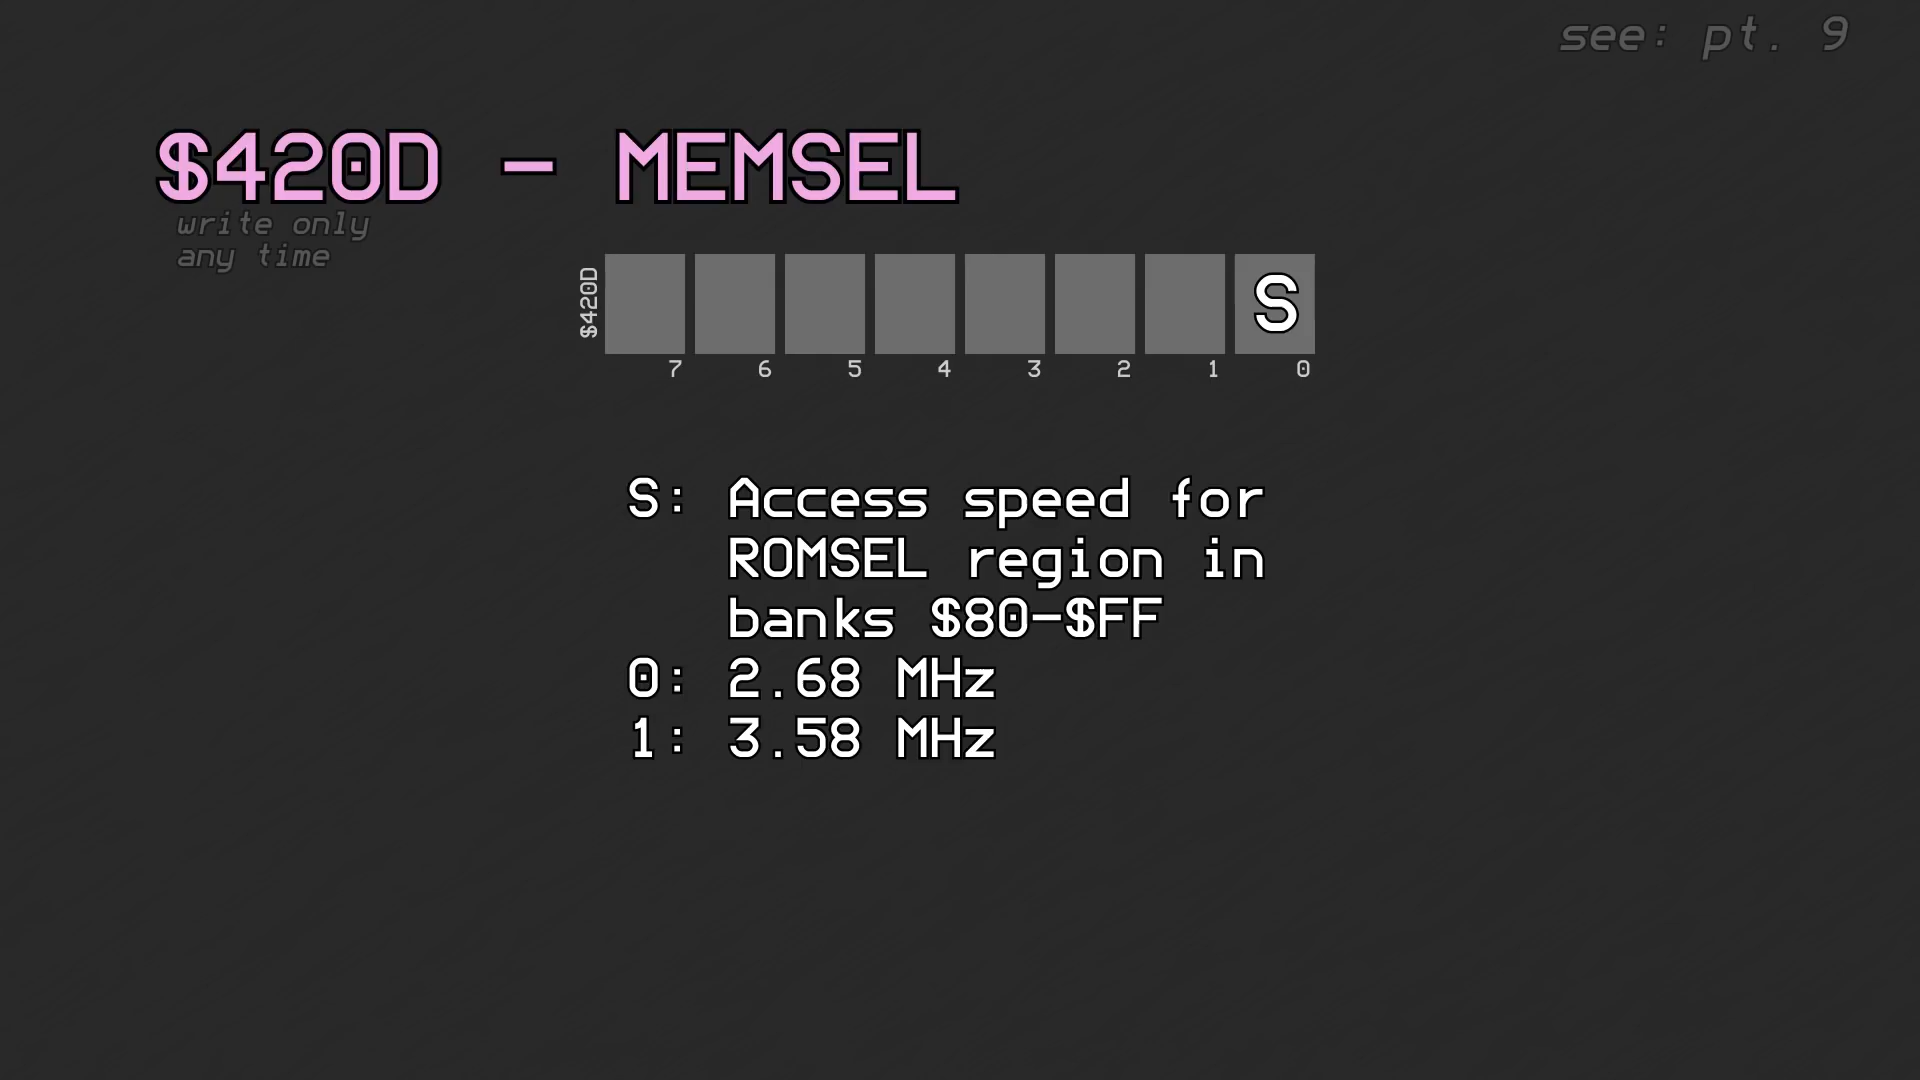 see: pt. 9
$420D - MEMSEL
write only
any time
$420D
S
7 6 5 4 3 2 1 0
S: Access speed for
ROMSEL region in
banks $80-$FF
0: 2.68 MHz
1: 3.58 MHz